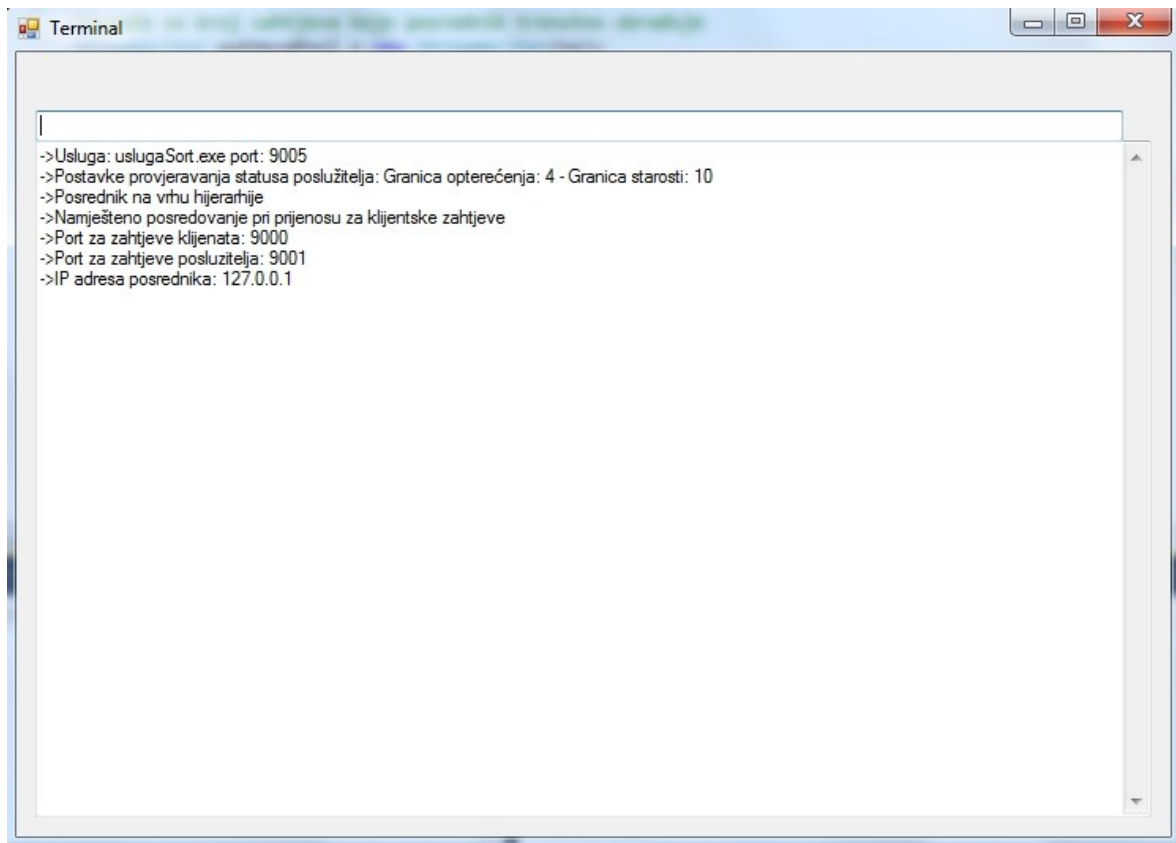 Terminal
->Usluga: uslugaSort.exe port: 9005
->Postavke provjeravanja statusa poslužitelja: Granica opterećenja: 4 - Granica starosti: 10
->Posrednik na vrhu hijerarhije
->Namješteno posredovanje pri prijenosu za klijentske zahtjeve
->Port za zahtjeve klijenata: 9000
->Port za zahtjeve posluzitelja: 9001
->IP adresa posrednika: 127.0.0.1